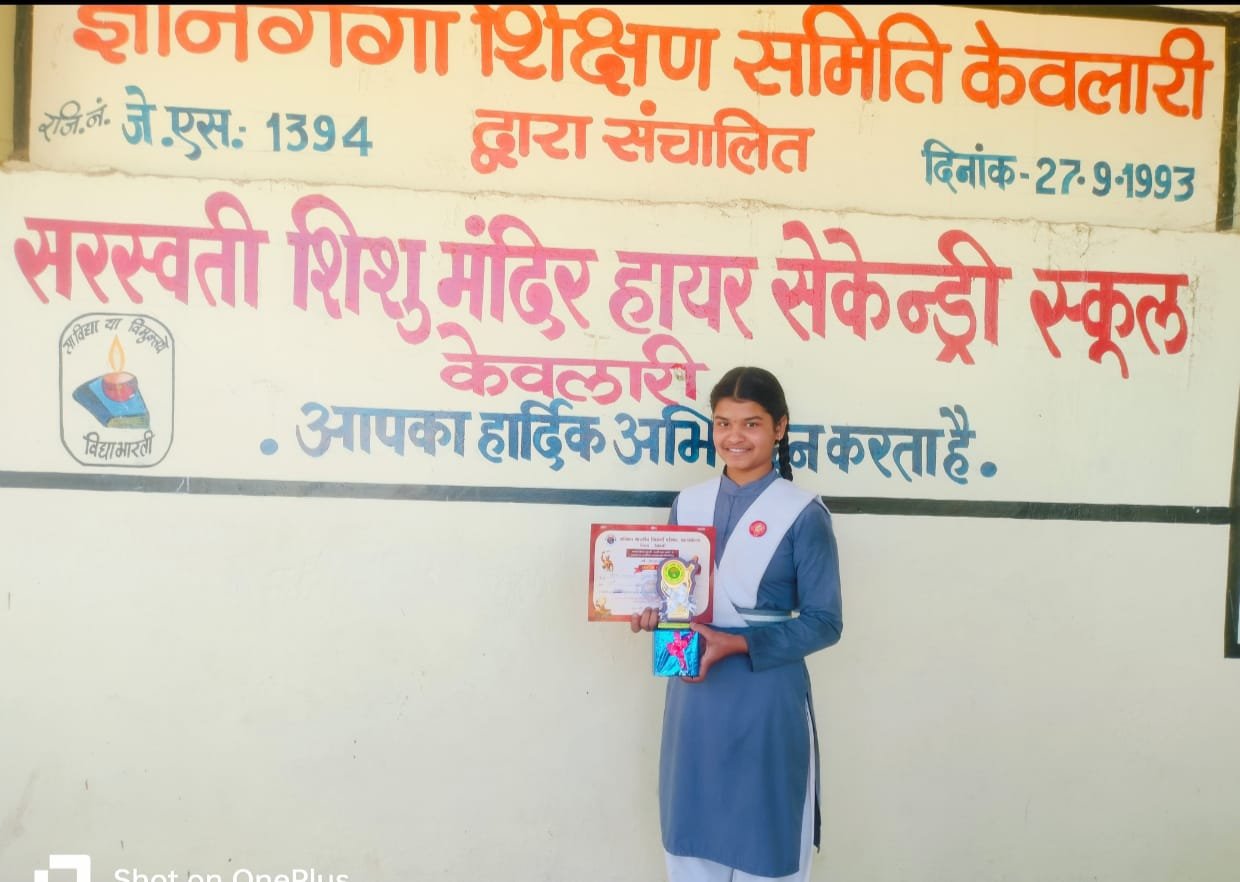 ज्ञानगंगा शिक्षण समिति केवलारी
रजि.नं. जे.एस.: 1394
द्वारा संचालित
दिनांक - 27.9.1993
सरस्वती शिशु मंदिर हायर सेकेन्ड्री स्कूल
केवलारी
सा विद्या या विमुक्तये
विद्या भारती
. आपका हार्दिक अभि न करता है .
Shot on OnePlus